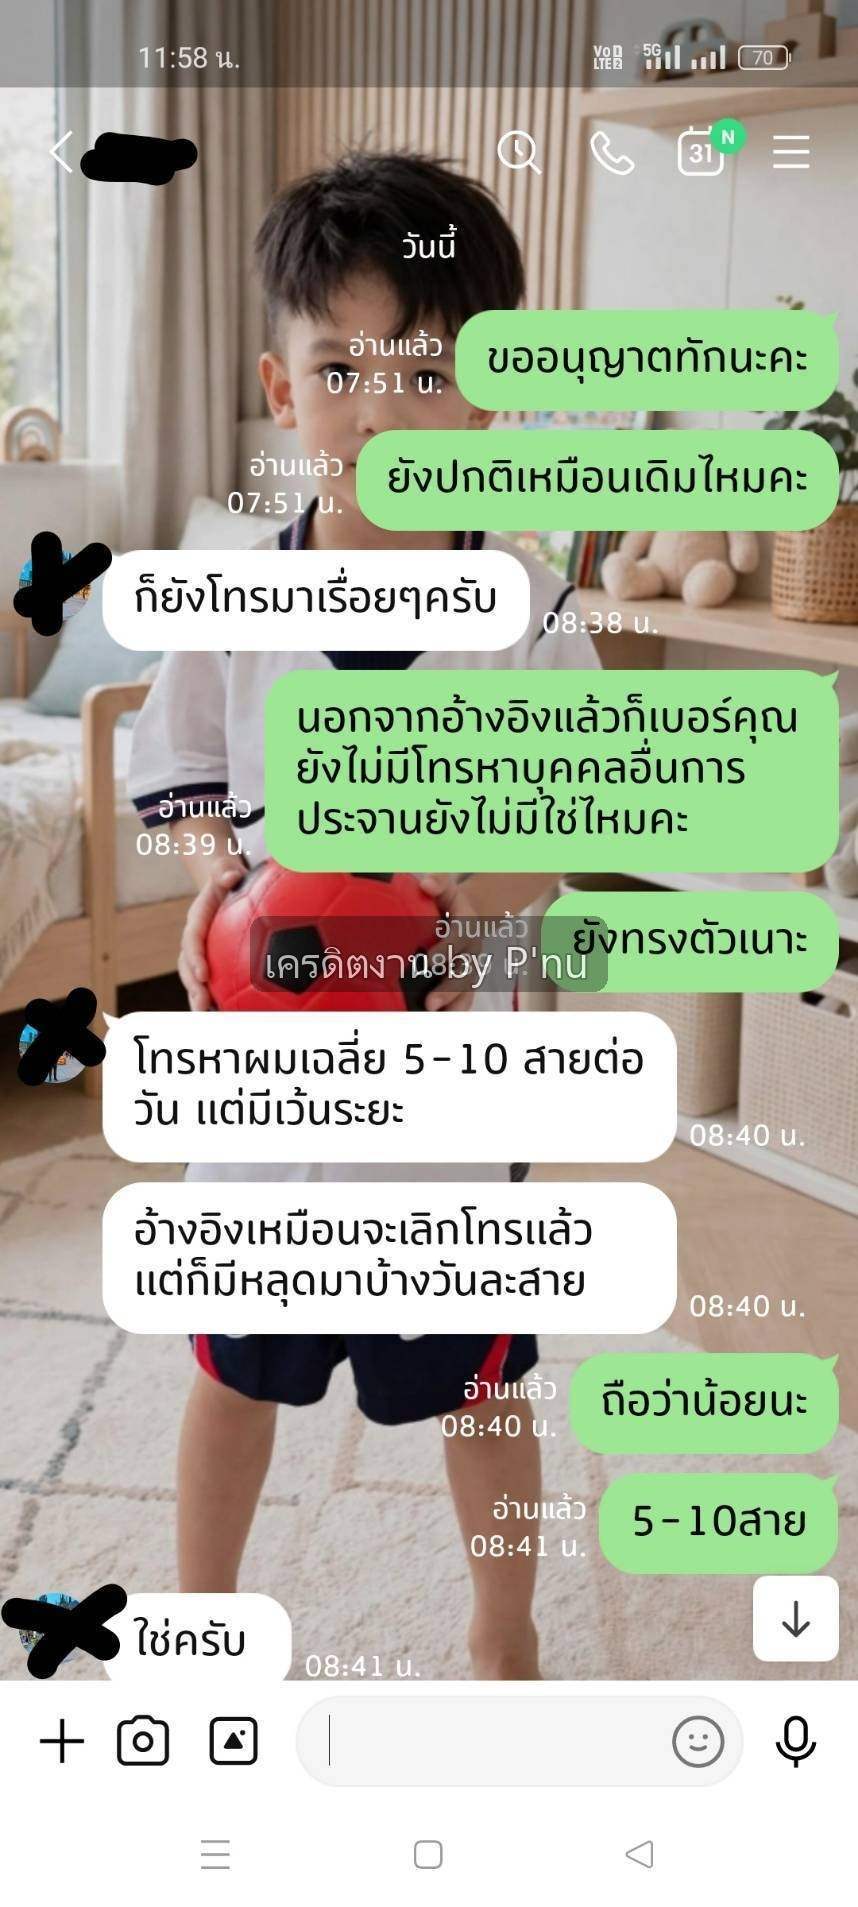 11:58 น.
VoD
LTE2
5G
70
31
N
วันนี้
ขออนุญาตทักนะคะ
อ่านแล้ว
07:51 น.
ยังปกติเหมือนเดิมไหมคะ
อ่านแล้ว
07:51 น.
ก็ยังโทรมาเรื่อยๆครับ
08:38 น.
นอกจากอ้างอิงแล้วก็เบอร์คุณ
ยังไม่มีโทรหาบุคคลอื่นการ
ประจานยังไม่มีใช่ไหมคะ
อ่านแล้ว
08:39 น.
ยังทรงตัวเนาะ
อ่านแล้ว
08:39 น.
เครดิตงาน by P'nu
โทรหาผมเฉลี่ย 5-10 สายต่อ
วัน แต่มีเว้นระยะ
08:40 น.
อ้างอิงเหมือนจะเลิกโทรแล้ว
แต่ก็มีหลุดมาบ้างวันละสาย
08:40 น.
ถือว่าน้อยนะ
อ่านแล้ว
08:40 น.
5-10สาย
อ่านแล้ว
08:41 น.
ใช่ครับ
08:41 น.